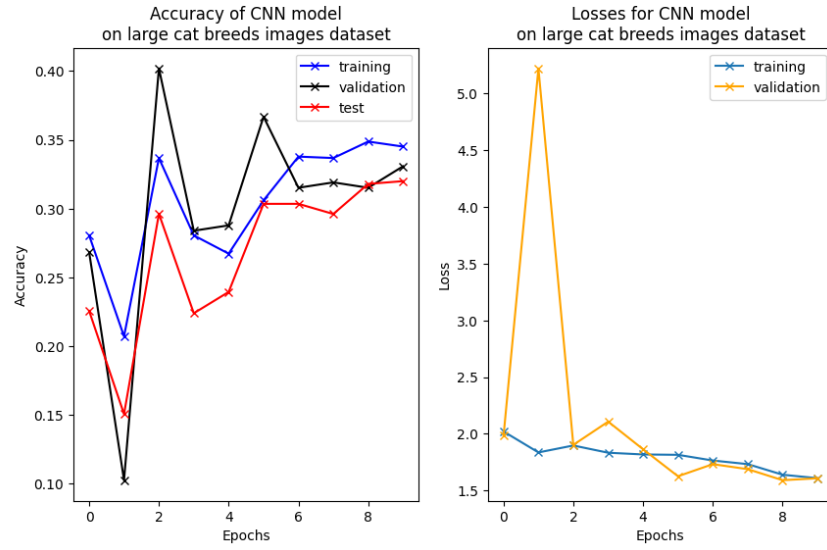 Accuracy of CNN model
on large cat breeds images dataset
training
validation
test
0.40
0.35
0.30
0.25
0.20
0.15
0.10
Accuracy
0 2 4 6 8
Epochs
Losses for CNN model
on large cat breeds images dataset
training
validation
5.0
4.5
4.0
3.5
3.0
2.5
2.0
1.5
Loss
0 2 4 6 8
Epochs